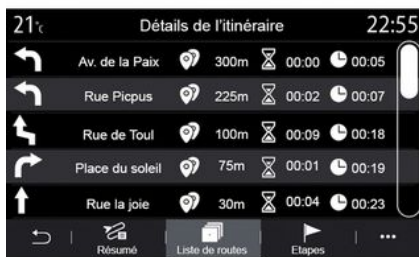 21°c Détails de l'itinéraire 22:55
Av. de la Paix 300m 00:00 00:05
Rue Picpus 225m 00:02 00:07
Rue de Toul 100m 00:09 00:18
Place du soleil 75m 00:01 00:19
Rue la joie 30m 00:04 00:23
Résumé Liste de routes Etapes